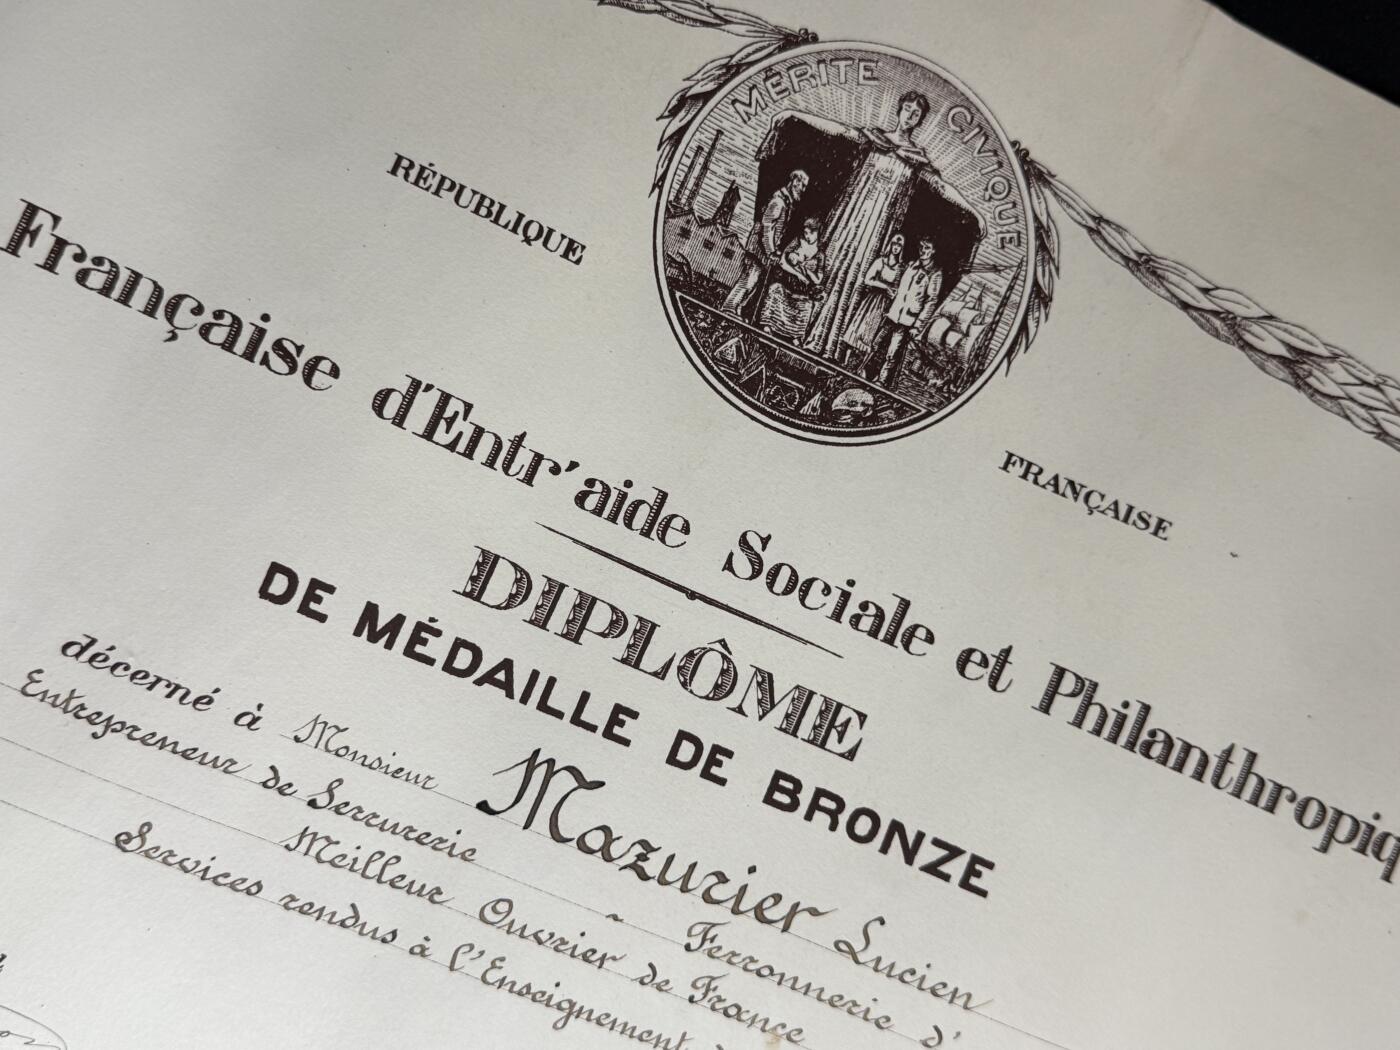 MÉRITE CIVIQUE
RÉPUBLIQUE FRANÇAISE
Française d'Entr'aide Sociale et Philanthropiq
DIPLÔME
DE MÉDAILLE DE BRONZE
décerné à Monsieur Mazurier Lucien
Entrepreneur de Serrurerie ~ Ferronnerie d'
Meilleur Ouvrier de France
Services rendus à l'Enseignement